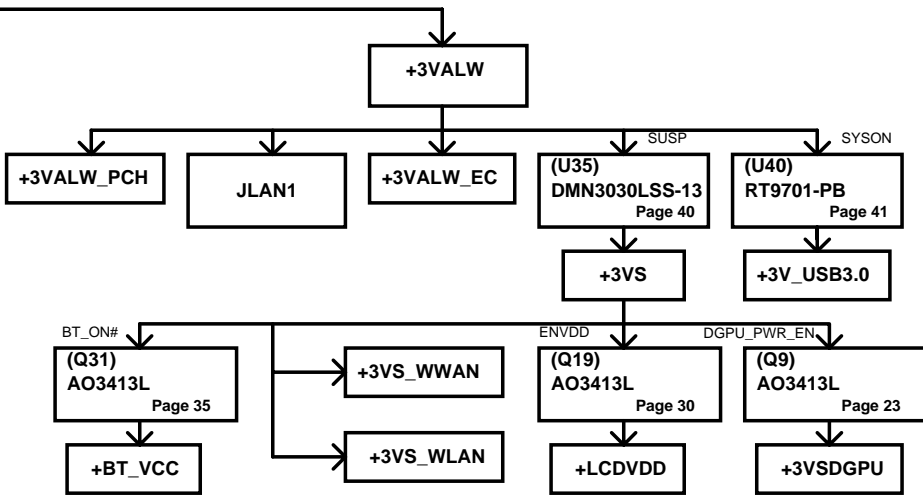 +3VALW
SUSP
SYSON
+3VALW_PCH
JLAN1
+3VALW_EC
(U35)
DMN3030LSS-13
Page 40
(U40)
RT9701-PB
Page 41
+3VS
+3V_USB3.0
BT_ON#
ENVDD
DGPU_PWR_EN
(Q31)
AO3413L
Page 35
+3VS_WWAN
(Q19)
AO3413L
Page 30
(Q9)
AO3413L
Page 23
+BT_VCC
+3VS_WLAN
+LCDVDD
+3VSDGPU